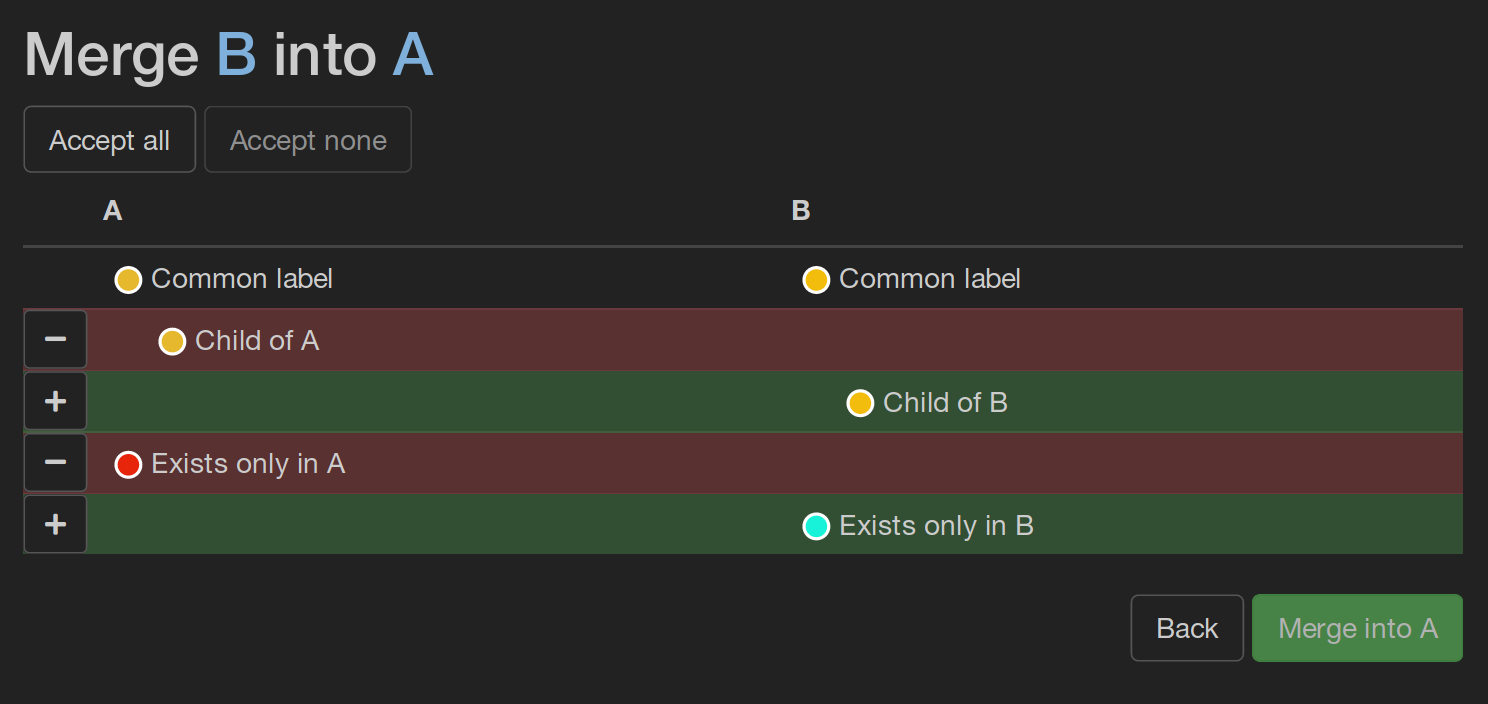 Merge B into A
Accept all Accept none
A B
Common label Common label
− Child of A
+ Child of B
− Exists only in A
+ Exists only in B
Back Merge into A